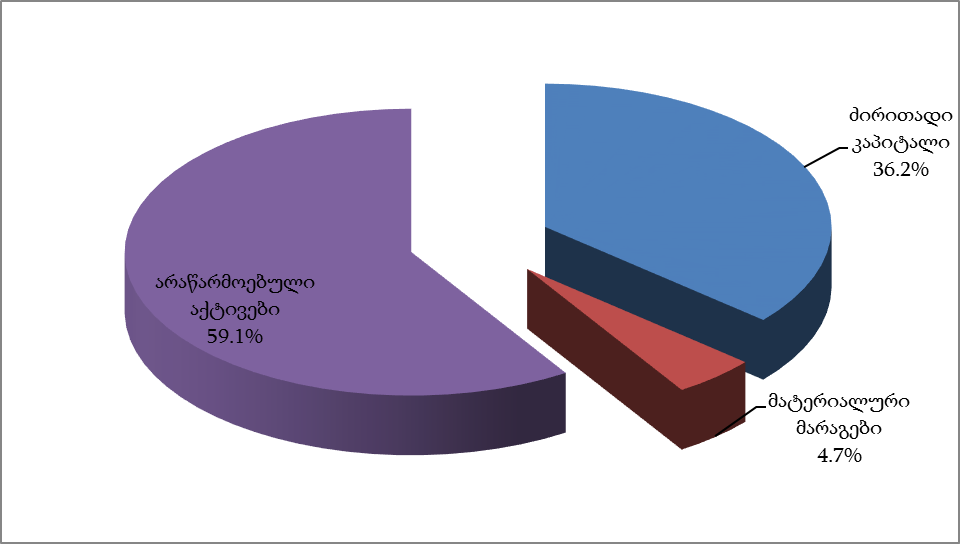 ძირითადი
კაპიტალი
36.2%
არაწარმოებული
აქტივები
59.1%
მატერიალური
მარაგები
4.7%